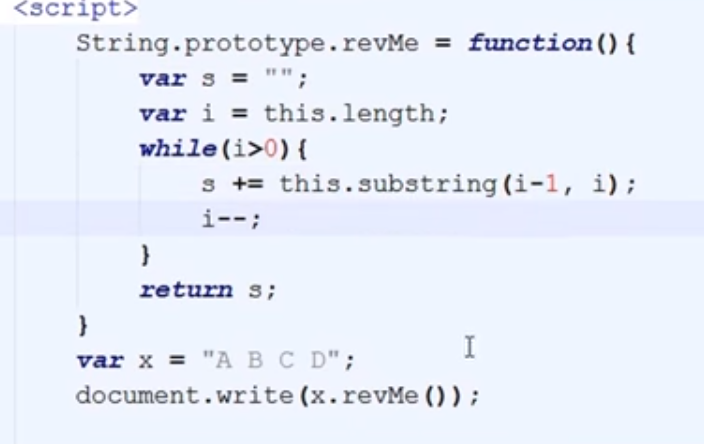 <script>
String.prototype.revMe = function(){
var s = "";
var i = this.length;
while(i>0){
s += this.substring(i-1, i);
i--;
}
return s;
}
var x = "A B C D";
document.write(x.revMe());